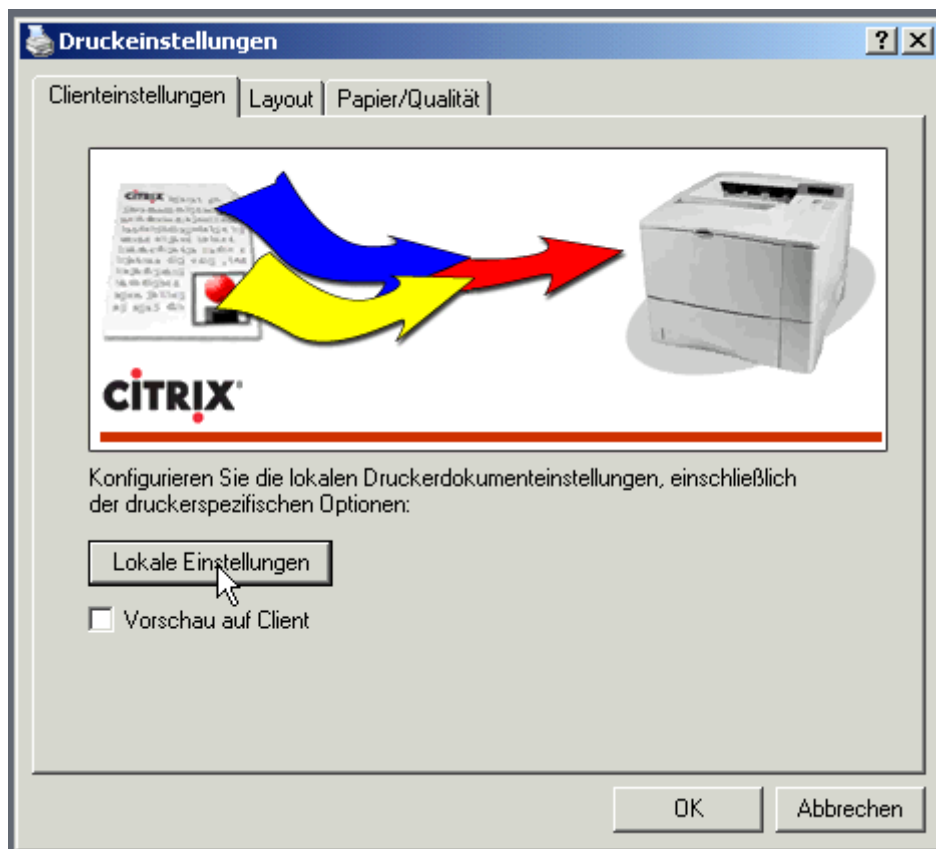 Druckeinstellungen
Clienteinstellungen
Layout
Papier/Qualität
CITRIX
CITRIX
Konfigurieren Sie die lokalen Druckerdokumenteinstellungen, einschließlich
der druckerspezifischen Optionen:
Lokale Einstellungen
Vorschau auf Client
OK
Abbrechen